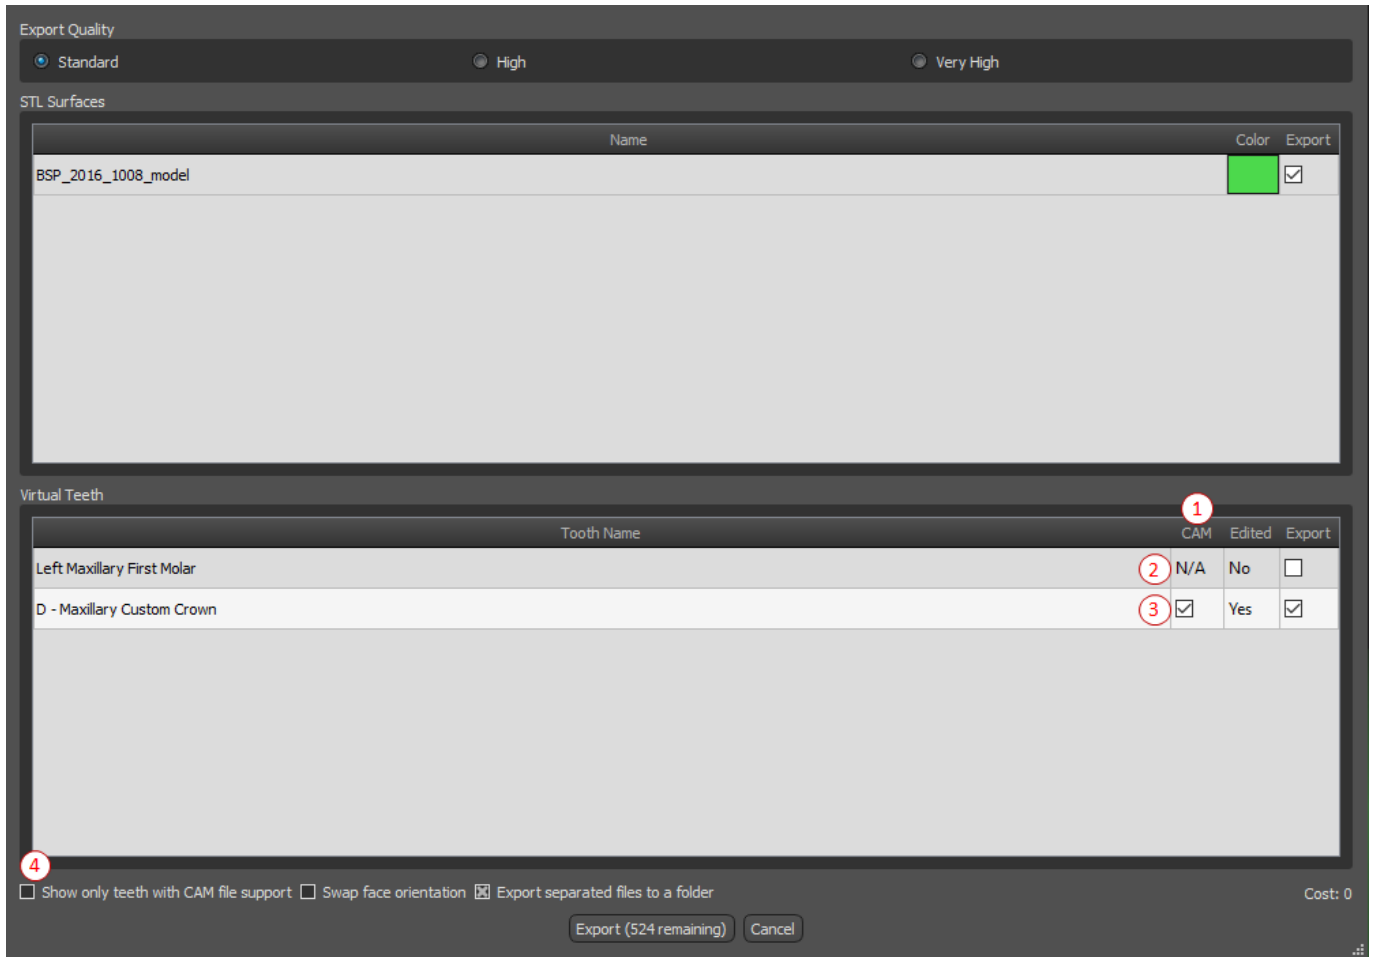 Export Quality
Standard High Very High
STL Surfaces
Name Color Export
BSP_2016_1008_model
Virtual Teeth
1
Tooth Name CAM Edited Export
Left Maxillary First Molar 2 N/A No
D - Maxillary Custom Crown 3 Yes
4
Show only teeth with CAM file support Swap face orientation Export separated files to a folder Cost: 0
Export (524 remaining) Cancel